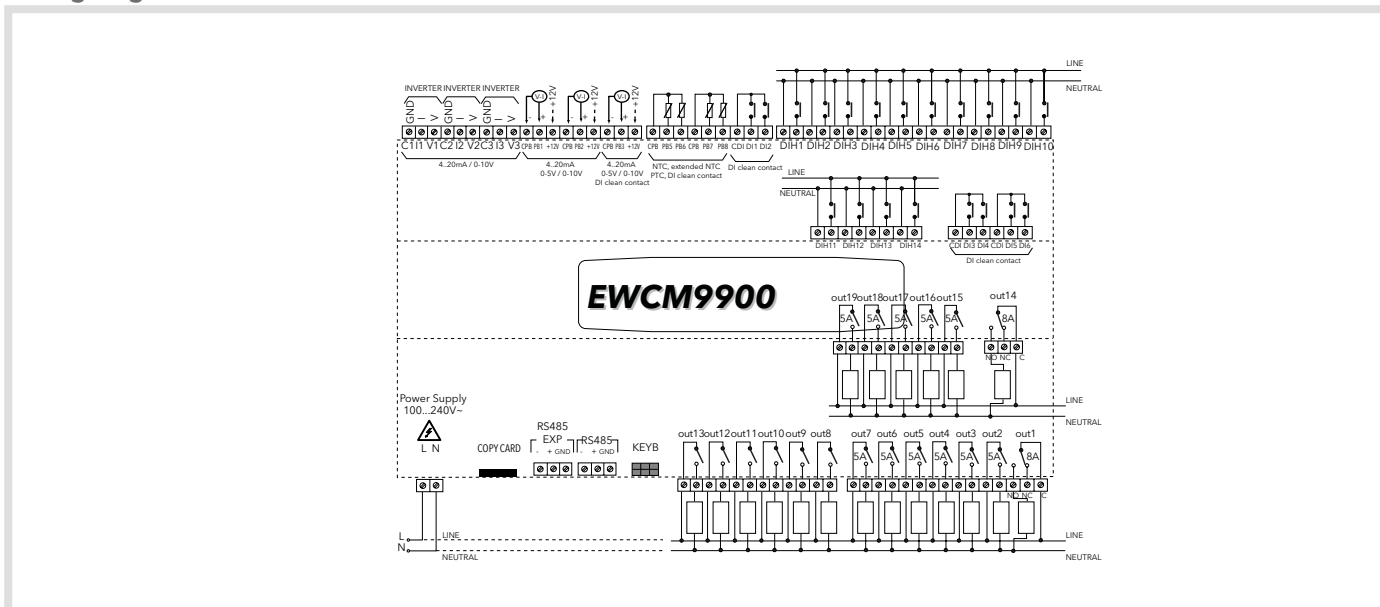 LINE
NEUTRAL
INVERTER INVERTER INVERTER
GND I V GND I V GND I V
V-I V-I V-I
- + +12V - + +12V - + +12V
C1 I1 V1 C2 I2 V2 C3 I3 V3 CPB PB1 +12V CPB PB2 +12V CPB PB3 +12V CPB PB5 PB6 CPB PB7 PB8 CDI DI1 DI2 DIH1 DIH2 DIH3 DIH4 DIH5 DIH6 DIH7 DIH8 DIH9 DIH10
4..20mA / 0-10V
4..20mA
0-5V / 0-10V
4..20mA
0-5V / 0-10V
DI clean contact
NTC, extended NTC
PTC, DI clean contact
DI clean contact
LINE
NEUTRAL
DIH11 DIH12 DIH13 DIH14
CDI DI3 DI4 CDI DI5 DI6
DI clean contact
EWCM9900
out19 out18 out17 out16 out15 out14
5A 5A 5A 5A 5A 8A
NO NC C
LINE
NEUTRAL
Power Supply
100...240V~
L N
COPY CARD
RS485
EXP
- + GND
RS485
- + GND
KEYB
out13 out12 out11 out10 out9 out8 out7 out6 out5 out4 out3 out2 out1
5A 5A 5A 5A 5A 5A 8A
NO NC C
L
N
LINE
NEUTRAL
LINE
NEUTRAL